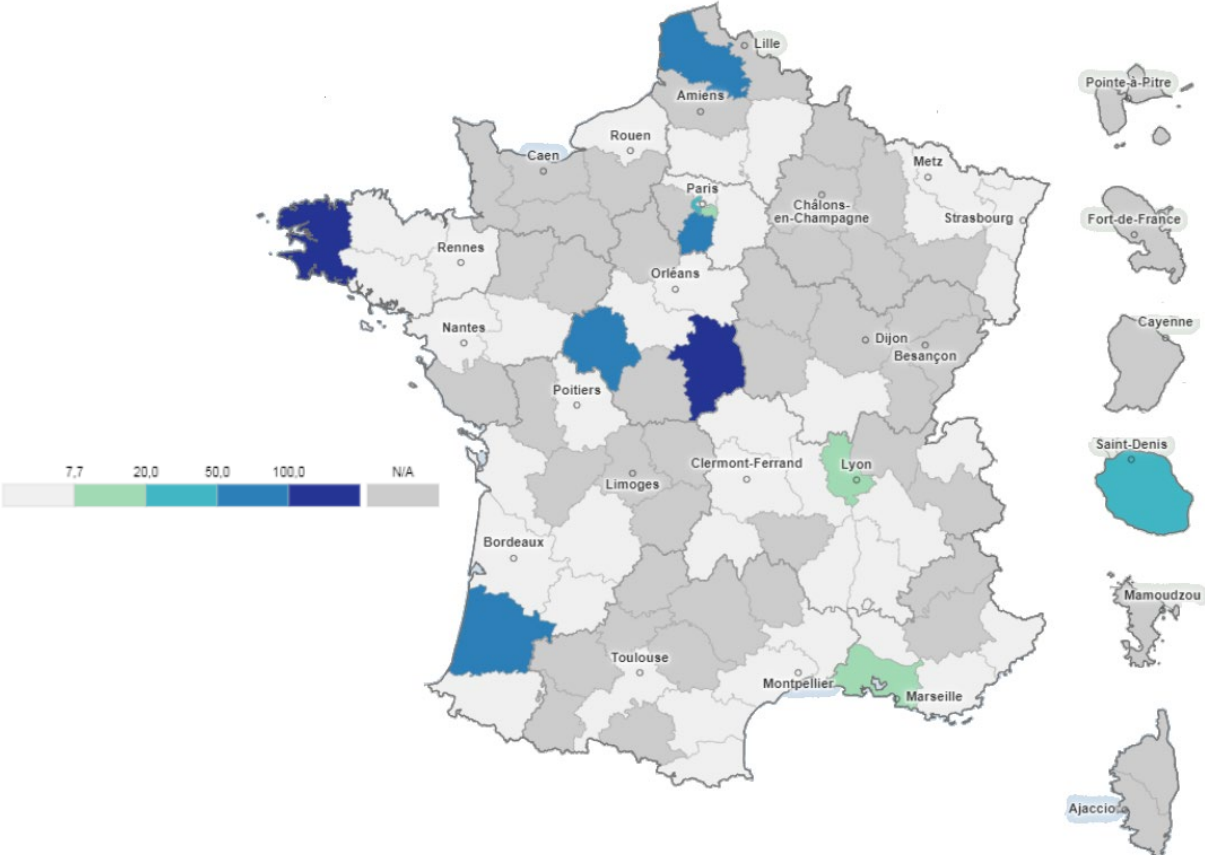 Lille
Amiens
Rouen
Caen
Metz
Paris
Châlons-
en-Champagne
Strasbourg
Rennes
Orléans
Nantes
Dijon
Besançon
Poitiers
7,7 20,0 50,0 100,0 N/A
Clermont-Ferrand
Lyon
Limoges
Bordeaux
Toulouse
Montpellier
Marseille
Pointe-à-Pitre
Fort-de-France
Cayenne
Saint-Denis
Mamoudzou
Ajaccio